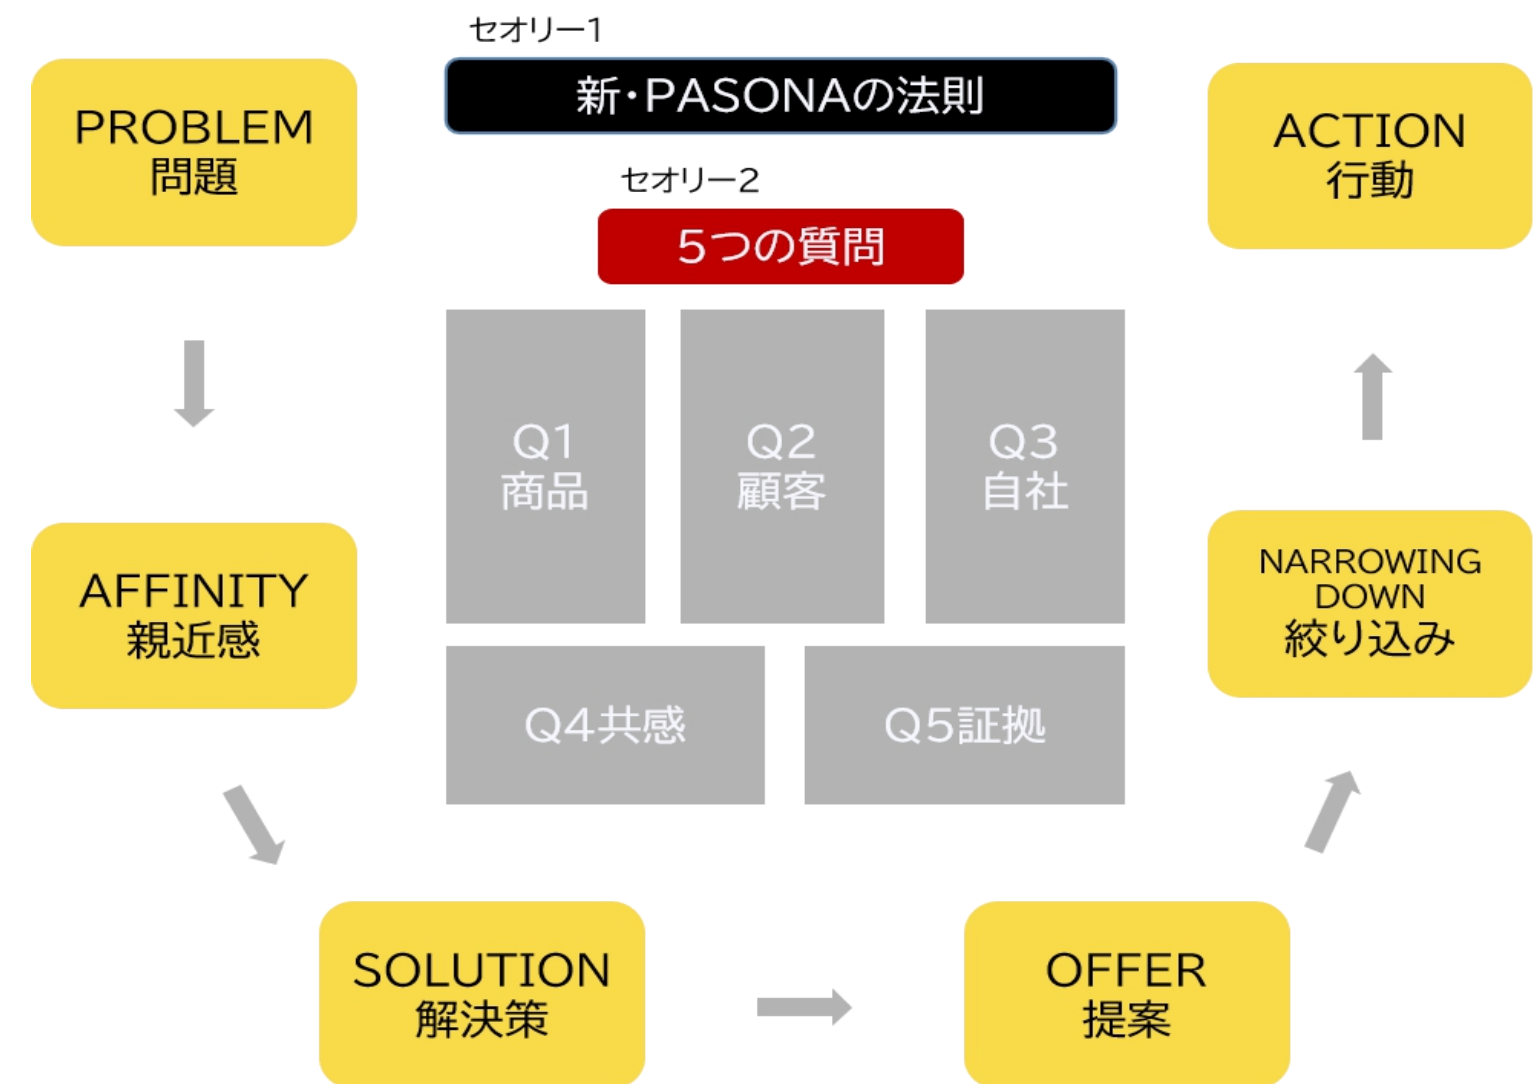 セオリー1
新・PASONAの法則
セオリー2
5つの質問
PROBLEM
問題
AFFINITY
親近感
SOLUTION
解決策
OFFER
提案
NARROWING
DOWN
絞り込み
ACTION
行動
Q1
商品
Q2
顧客
Q3
自社
Q4共感
Q5証拠